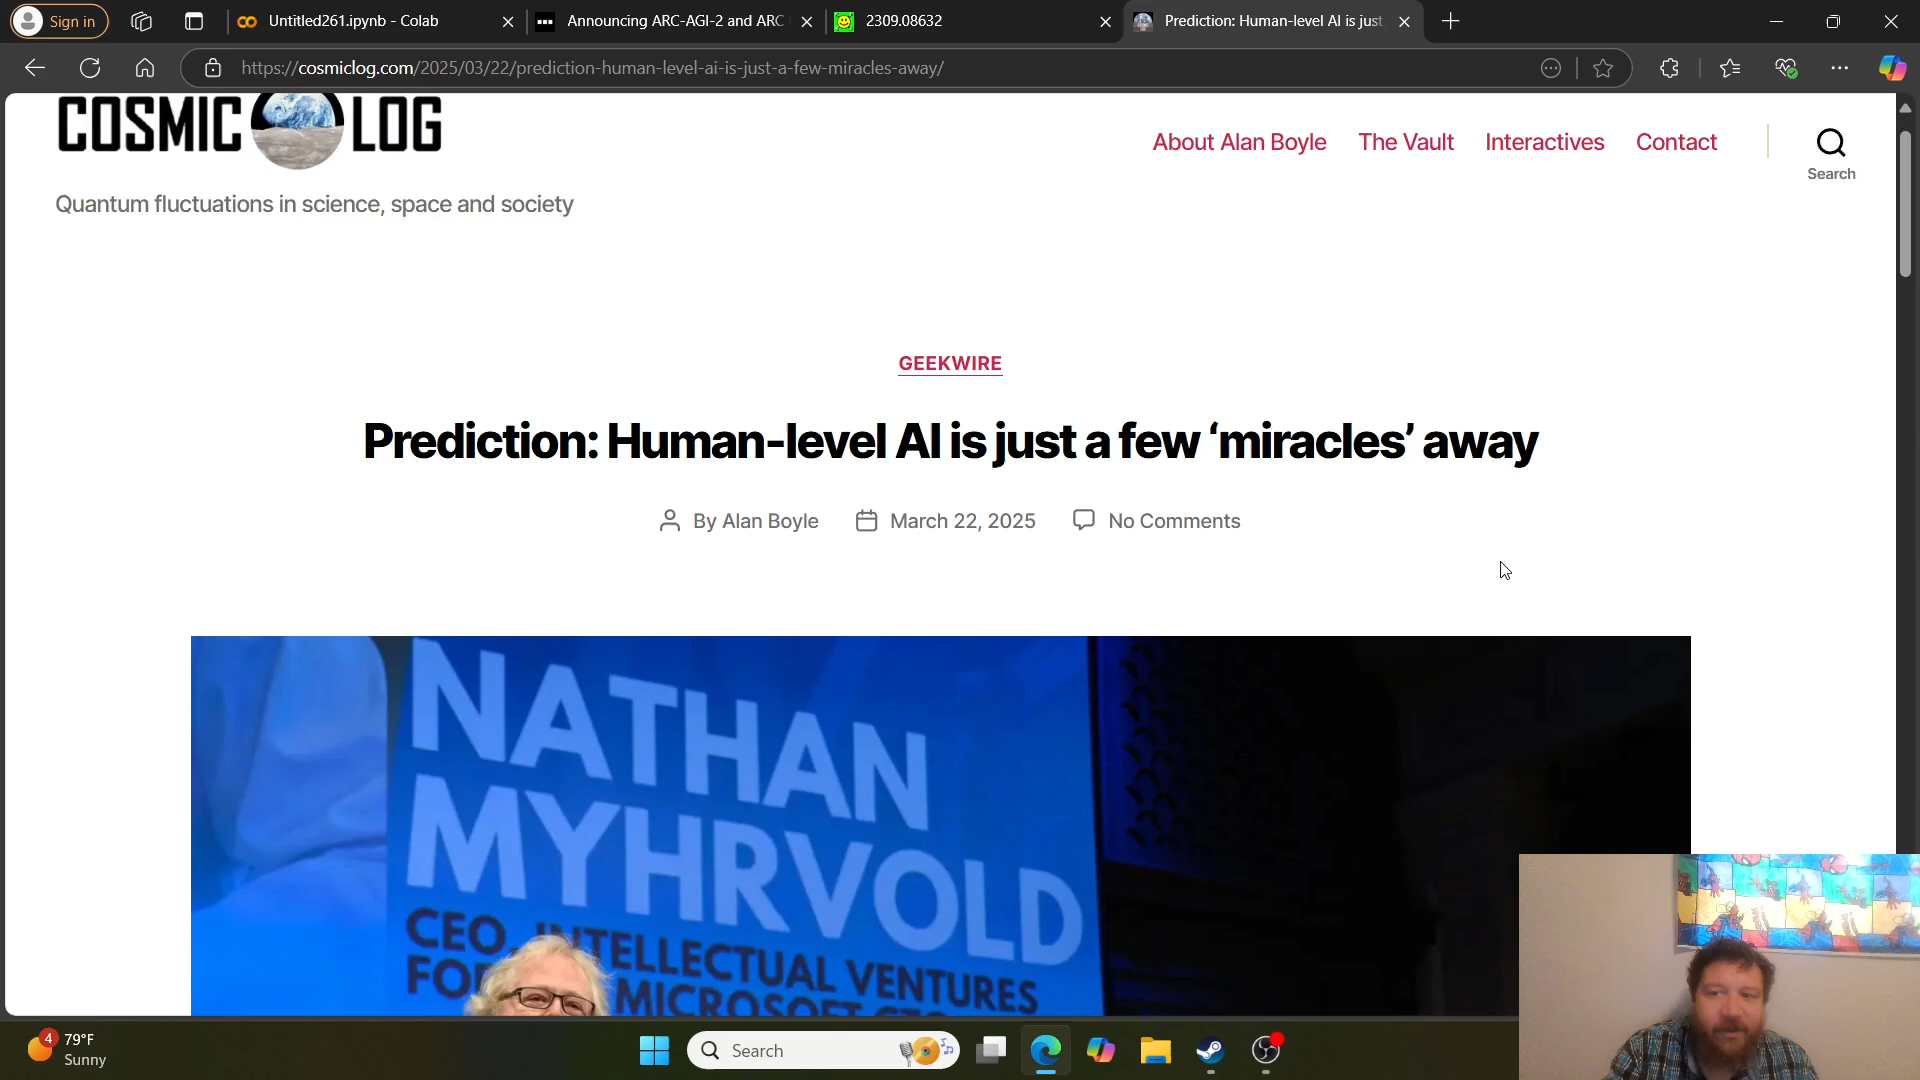 Sign in
Untitled261.ipynb - Colab
Announcing ARC-AGI-2 and ARC
2309.08632
Prediction: Human-level AI is just
https://cosmiclog.com/2025/03/22/prediction-human-level-ai-is-just-a-few-miracles-away/
COSMIC LOG
Quantum fluctuations in science, space and society
About Alan Boyle
The Vault
Interactives
Contact
Search
GEEKWIRE
Prediction: Human-level AI is just a few ‘miracles’ away
By Alan Boyle
March 22, 2025
No Comments
NATHAN
MYHRVOLD
CEO, INTELLECTUAL VENTURES
MICROSOFT CTO
4
79°F
Sunny
Search